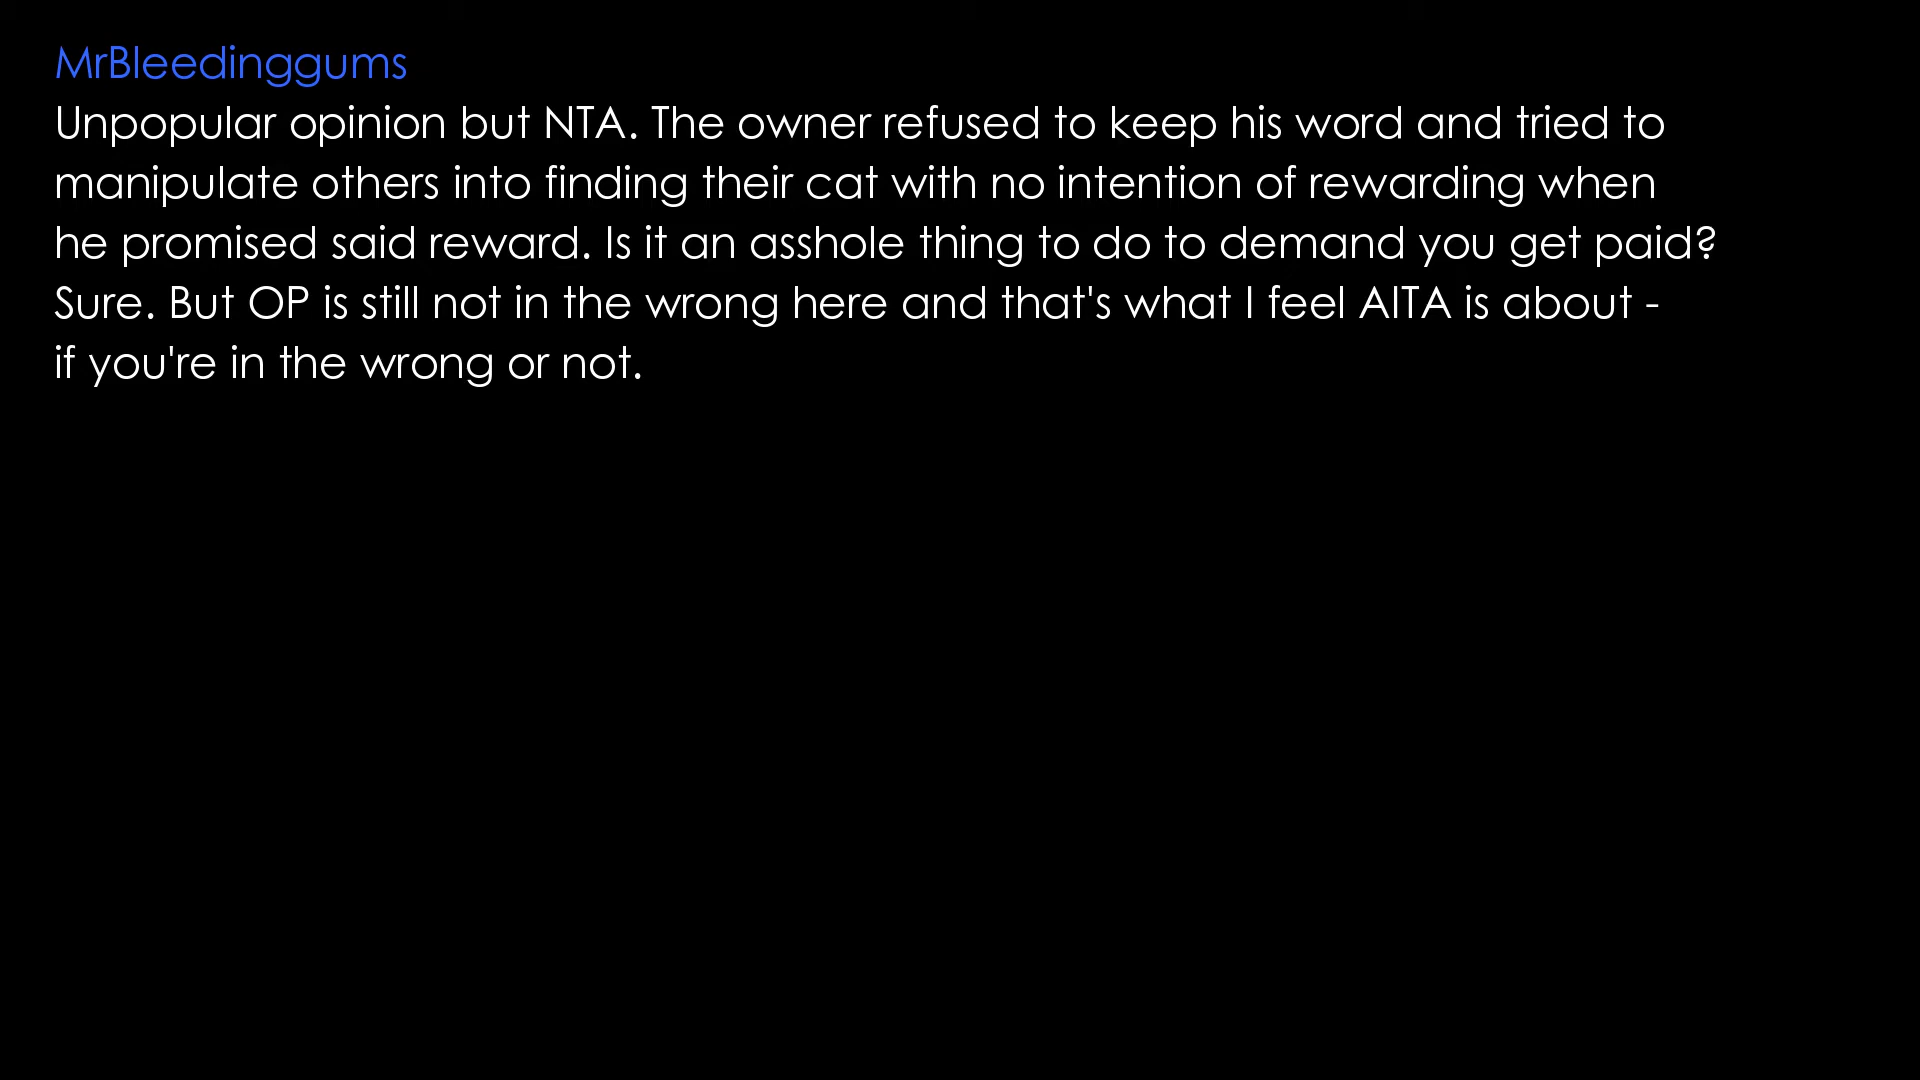 MrBleedinggums
Unpopular opinion but NTA. The owner refused to keep his word and tried to
manipulate others into finding their cat with no intention of rewarding when
he promised said reward. Is it an asshole thing to do to demand you get paid?
Sure. But OP is still not in the wrong here and that's what I feel AITA is about -
if you're in the wrong or not.